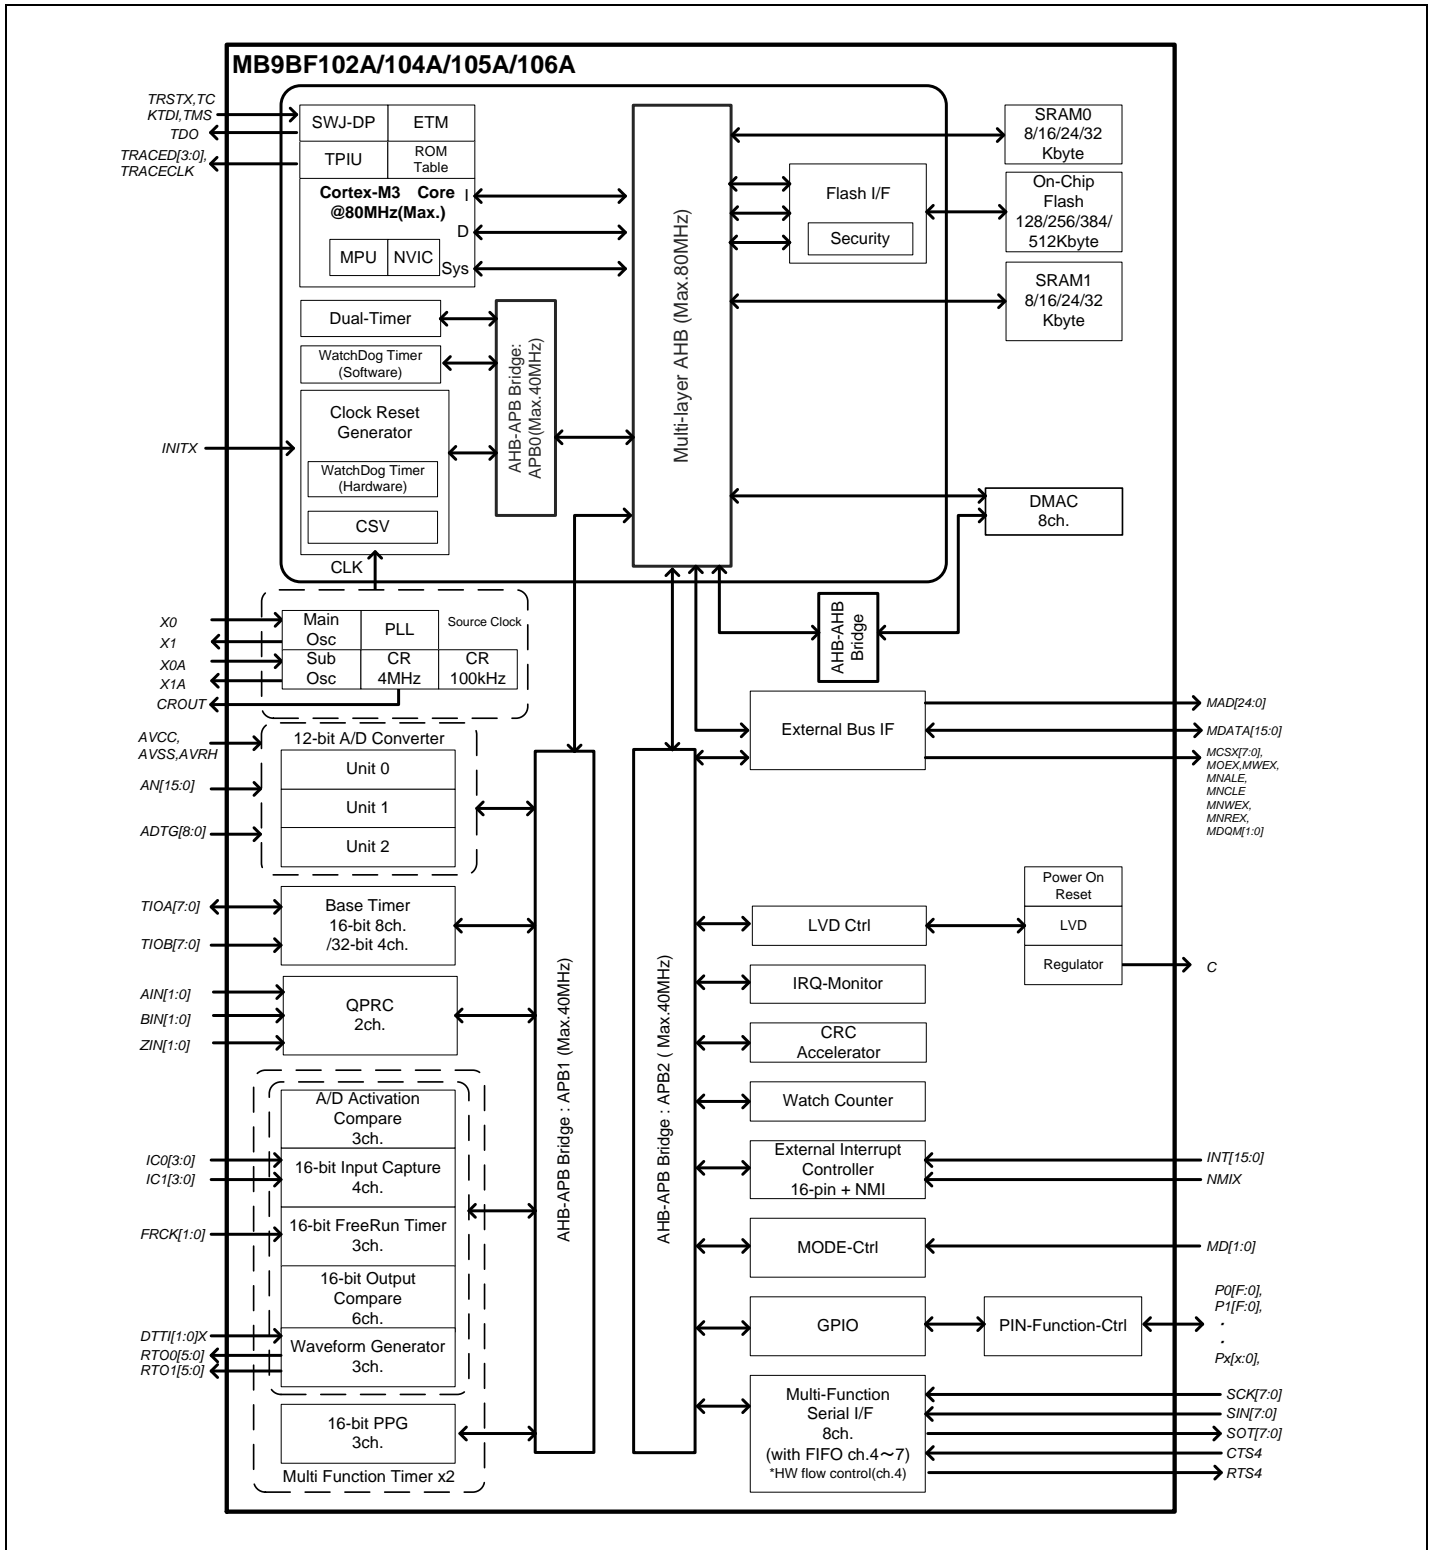 MB9BF102A/104A/105A/106A
TRSTX,TC
KTDI,TMS
TDO
TRACED[3:0],
TRACECLK
SWJ-DP
ETM
TPIU
ROM
Table
Cortex-M3 Core
@80MHz(Max.)
I
D
Sys
MPU
NVIC
Dual-Timer
WatchDog Timer
(Software)
Clock Reset
Generator
WatchDog Timer
(Hardware)
CSV
CLK
INITX
AHB-APB Bridge:
APB0(Max.40MHz)
Multi-layer AHB (Max.80MHz)
Flash I/F
Security
SRAM0
8/16/24/32
Kbyte
On-Chip
Flash
128/256/384/
512Kbyte
SRAM1
8/16/24/32
Kbyte
DMAC
8ch.
AHB-AHB
Bridge
X0
X1
X0A
X1A
CROUT
Main
Osc
PLL
Source Clock
Sub
Osc
CR
4MHz
CR
100kHz
AVCC,
AVSS,AVRH
AN[15:0]
ADTG[8:0]
12-bit A/D Converter
Unit 0
Unit 1
Unit 2
TIOA[7:0]
TIOB[7:0]
Base Timer
16-bit 8ch.
/32-bit 4ch.
AIN[1:0]
BIN[1:0]
ZIN[1:0]
QPRC
2ch.
A/D Activation
Compare
3ch.
IC0[3:0]
IC1[3:0]
16-bit Input Capture
4ch.
FRCK[1:0]
16-bit FreeRun Timer
3ch.
16-bit Output
Compare
6ch.
DTTI[1:0]X
RTO0[5:0]
RTO1[5:0]
Waveform Generator
3ch.
16-bit PPG
3ch.
Multi Function Timer x2
AHB-APB Bridge : APB1 (Max.40MHz)
AHB-APB Bridge : APB2 ( Max.40MHz)
External Bus IF
MAD[24:0]
MDATA[15:0]
MCSX[7:0],
MOEX,MWEX,
MNALE,
MNCLE
MNWEX,
MNREX,
MDQM[1:0]
LVD Ctrl
Power On
Reset
LVD
Regulator
C
IRQ-Monitor
CRC
Accelerator
Watch Counter
External Interrupt
Controller
16-pin + NMI
INT[15:0]
NMIX
MODE-Ctrl
MD[1:0]
GPIO
PIN-Function-Ctrl
P0[F:0],
P1[F:0],
.
.
Px[x:0],
Multi-Function
Serial I/F
8ch.
(with FIFO ch.4～7)
*HW flow control(ch.4)
SCK[7:0]
SIN[7:0]
SOT[7:0]
CTS4
RTS4